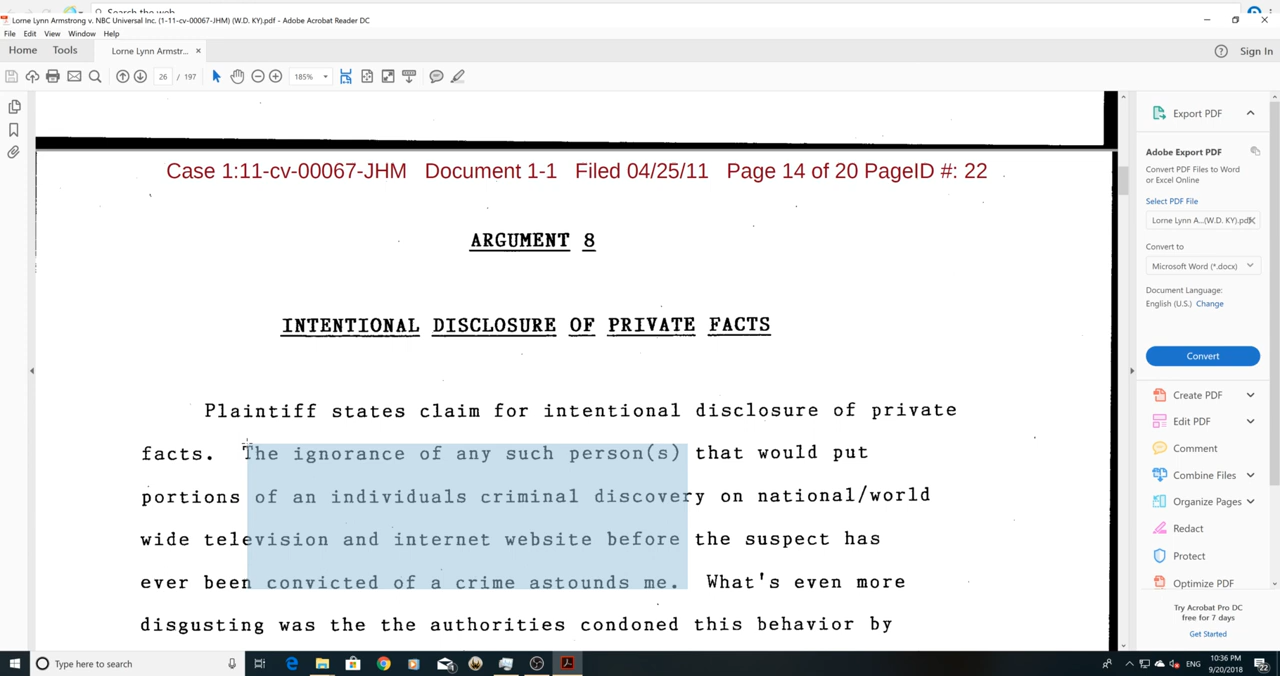 Search the web
Lorne Lynn Armstrong v. NBC Universal Inc. (1-11-cv-00067-JHM) (W.D. KY).pdf - Adobe Acrobat Reader DC
File Edit View Window Help
Home Tools Lorne Lynn Armstr... × Sign In
26 / 197 185%
Case 1:11-cv-00067-JHM Document 1-1 Filed 04/25/11 Page 14 of 20 PageID #: 22
ARGUMENT 8
INTENTIONAL DISCLOSURE OF PRIVATE FACTS
Plaintiff states claim for intentional disclosure of private
facts. The ignorance of any such person(s) that would put
portions of an individuals criminal discovery on national/world
wide television and internet website before the suspect has
ever been convicted of a crime astounds me. What's even more
disgusting was the the authorities condoned this behavior by
Export PDF
Adobe Export PDF
Convert PDF Files to Word
or Excel Online
Select PDF File
Lorne Lynn A...(W.D. KY).pdf
Convert to
Microsoft Word (*.docx)
Document Language:
English (U.S.) Change
Convert
Create PDF
Edit PDF
Comment
Combine Files
Organize Pages
Redact
Protect
Optimize PDF
Try Acrobat Pro DC
free for 7 days
Get Started
Type here to search
ENG
10:36 PM
9/20/2018
22